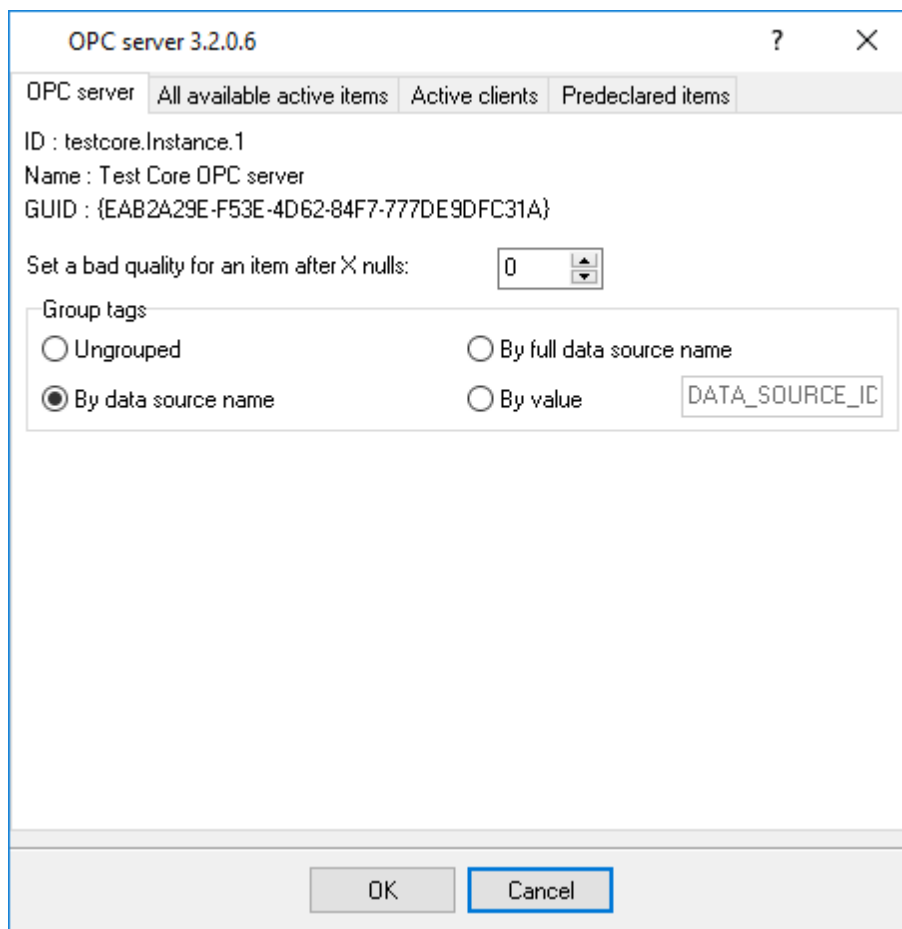 OPC server 3.2.0.6 ?
OPC server All available active items Active clients Predeclared items
ID : testcore.Instance.1
Name : Test Core OPC server
GUID : {EAB2A29E-F53E-4D62-84F7-777DE9DFC31A}
Set a bad quality for an item after X nulls: 0
Group tags
Ungrouped By full data source name
By data source name By value DATA_SOURCE_ID
OK Cancel